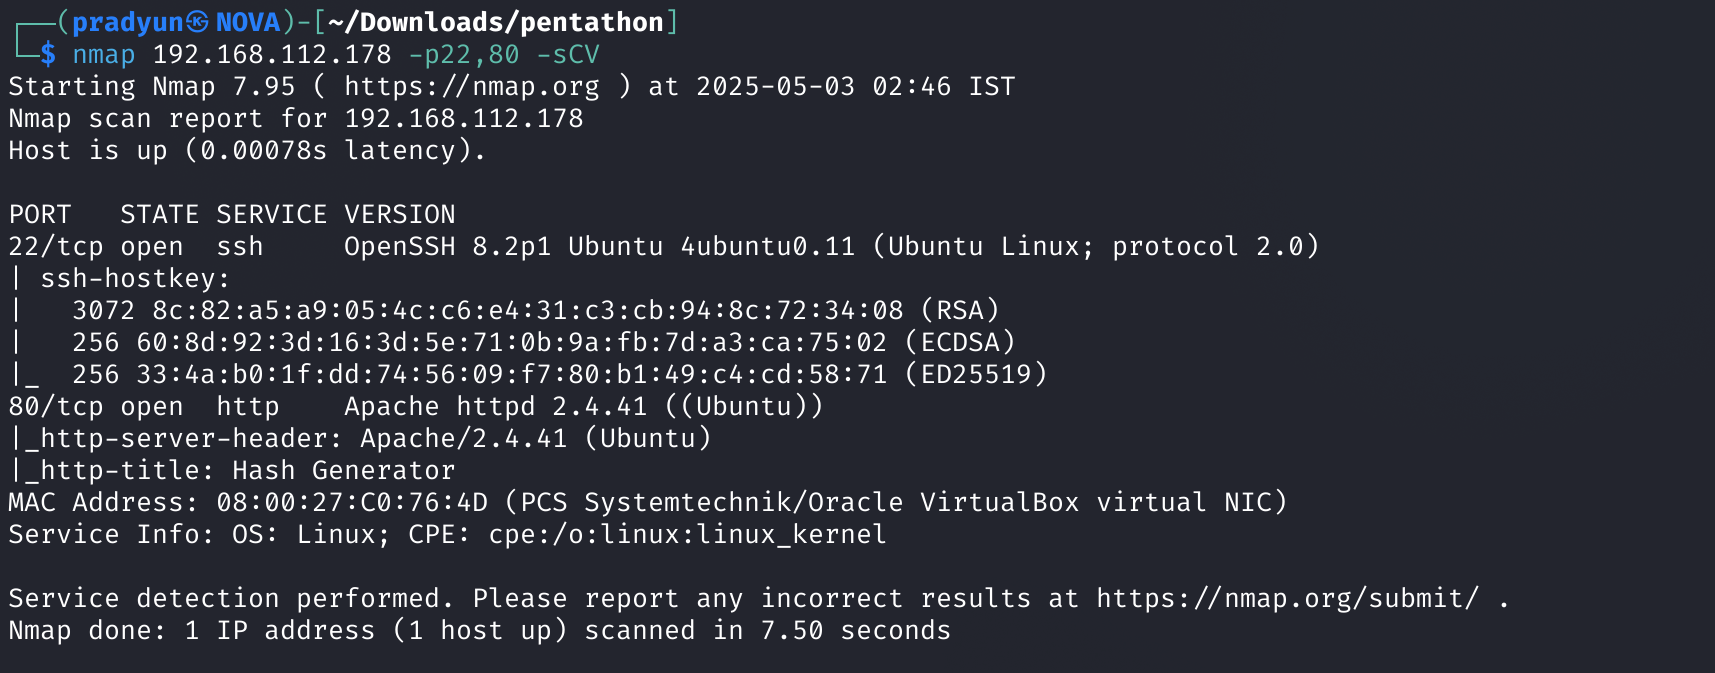 ┌──(pradyun㉿NOVA)-[~/Downloads/pentathon]
└─$ nmap 192.168.112.178 -p22,80 -sCV
Starting Nmap 7.95 ( https://nmap.org ) at 2025-05-03 02:46 IST
Nmap scan report for 192.168.112.178
Host is up (0.00078s latency).

PORT   STATE SERVICE VERSION
22/tcp open  ssh     OpenSSH 8.2p1 Ubuntu 4ubuntu0.11 (Ubuntu Linux; protocol 2.0)
| ssh-hostkey:
|   3072 8c:82:a5:a9:05:4c:c6:e4:31:c3:cb:94:8c:72:34:08 (RSA)
|   256 60:8d:92:3d:16:3d:5e:71:0b:9a:fb:7d:a3:ca:75:02 (ECDSA)
|_  256 33:4a:b0:1f:dd:74:56:09:f7:80:b1:49:c4:cd:58:71 (ED25519)
80/tcp open  http    Apache httpd 2.4.41 ((Ubuntu))
|_http-server-header: Apache/2.4.41 (Ubuntu)
|_http-title: Hash Generator
MAC Address: 08:00:27:C0:76:4D (PCS Systemtechnik/Oracle VirtualBox virtual NIC)
Service Info: OS: Linux; CPE: cpe:/o:linux:linux_kernel

Service detection performed. Please report any incorrect results at https://nmap.org/submit/ .
Nmap done: 1 IP address (1 host up) scanned in 7.50 seconds